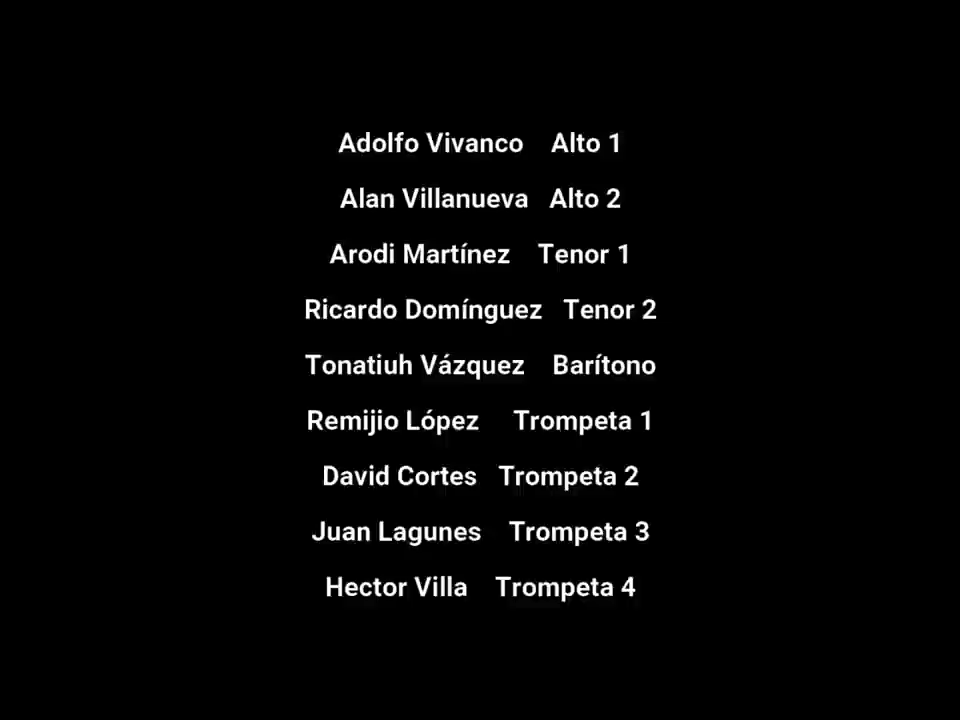 Adolfo Vivanco Alto 1
Alan Villanueva Alto 2
Arodi Martínez Tenor 1
Ricardo Domínguez Tenor 2
Tonatiuh Vázquez Barítono
Remijio López Trompeta 1
David Cortes Trompeta 2
Juan Lagunes Trompeta 3
Hector Villa Trompeta 4